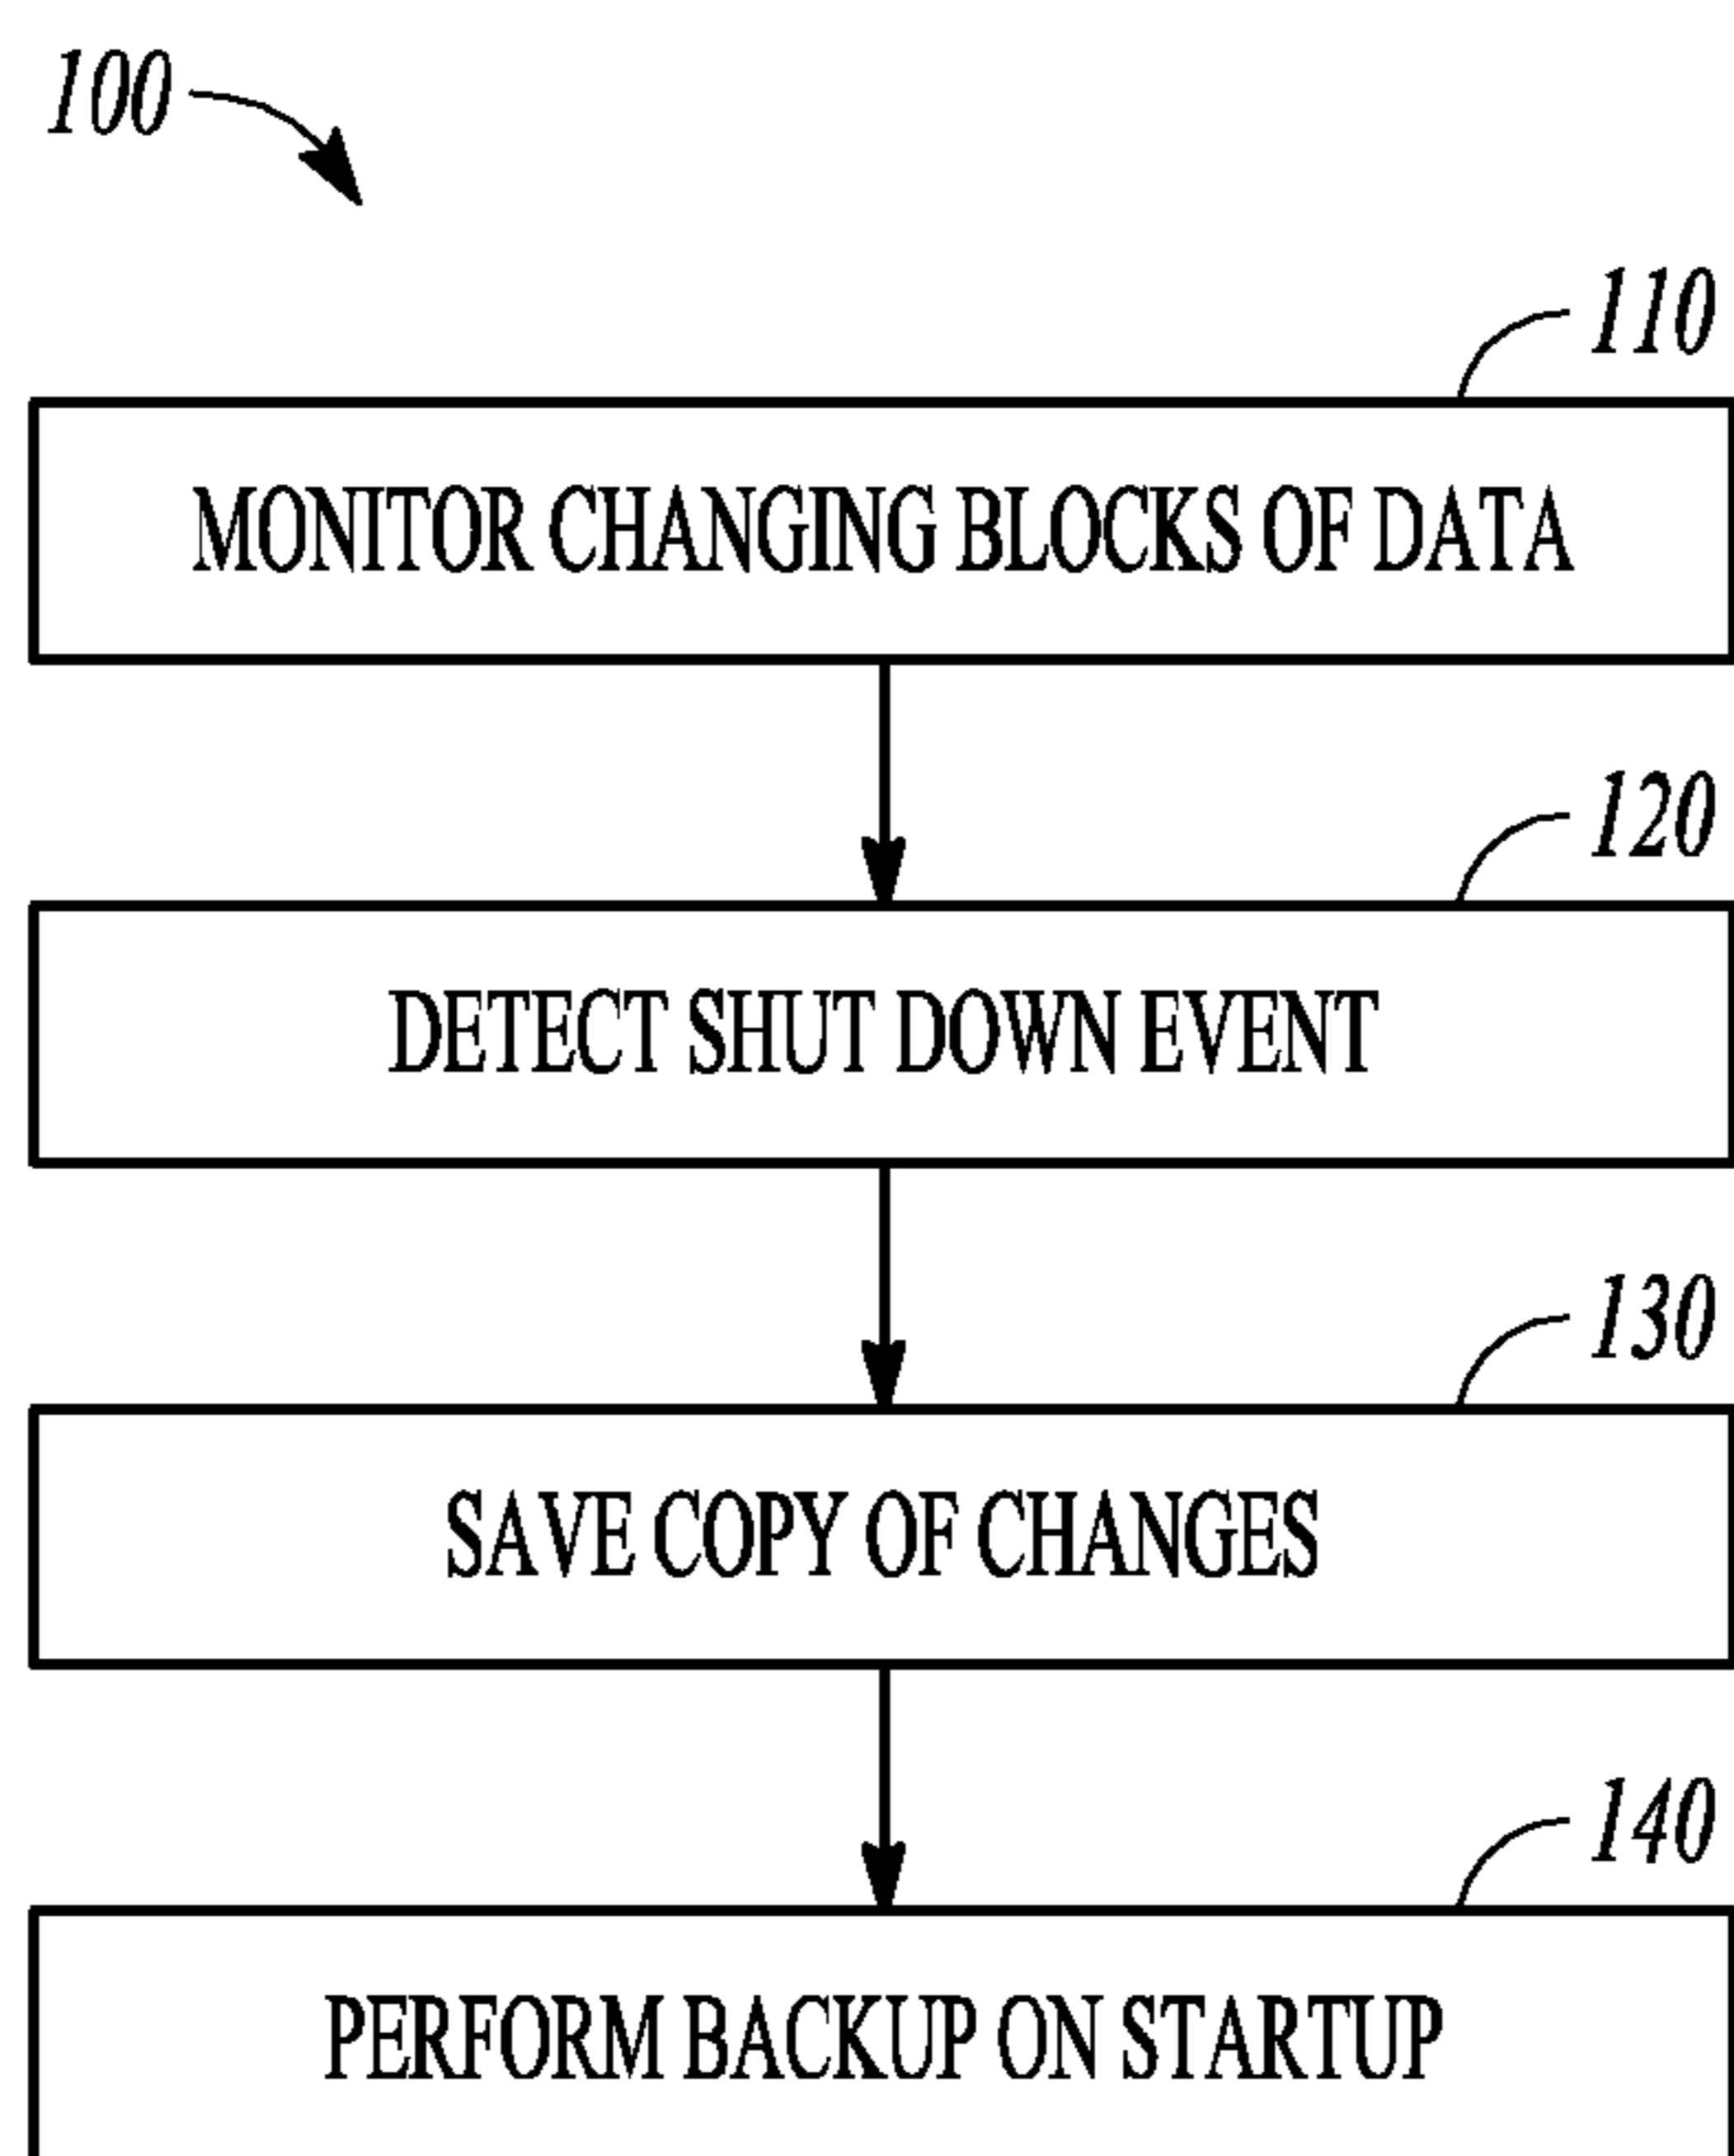 100
110
MONITOR CHANGING BLOCKS OF DATA
120
DETECT SHUT DOWN EVENT
130
SAVE COPY OF CHANGES
140
PERFORM BACKUP ON STARTUP